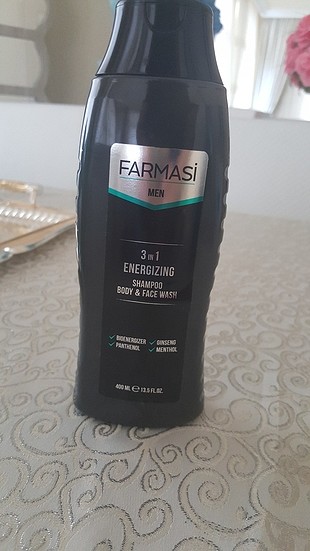 FARMASi
MEN
3 IN 1
ENERGIZING
SHAMPOO
BODY & FACE WASH
✓ BIOENERGIZER ✓ GINSENG
✓ PANTHENOL ✓ MENTHOL
400 ML ℮ 13.5 FL.OZ.